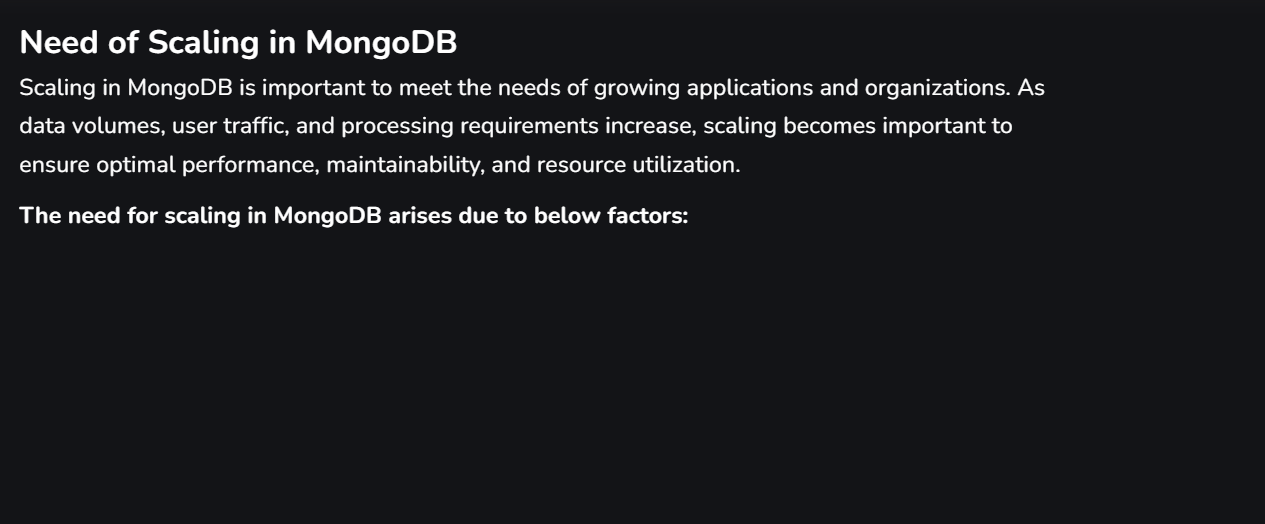 Need of Scaling in MongoDB
Scaling in MongoDB is important to meet the needs of growing applications and organizations. As
data volumes, user traffic, and processing requirements increase, scaling becomes important to
ensure optimal performance, maintainability, and resource utilization.
The need for scaling in MongoDB arises due to below factors: